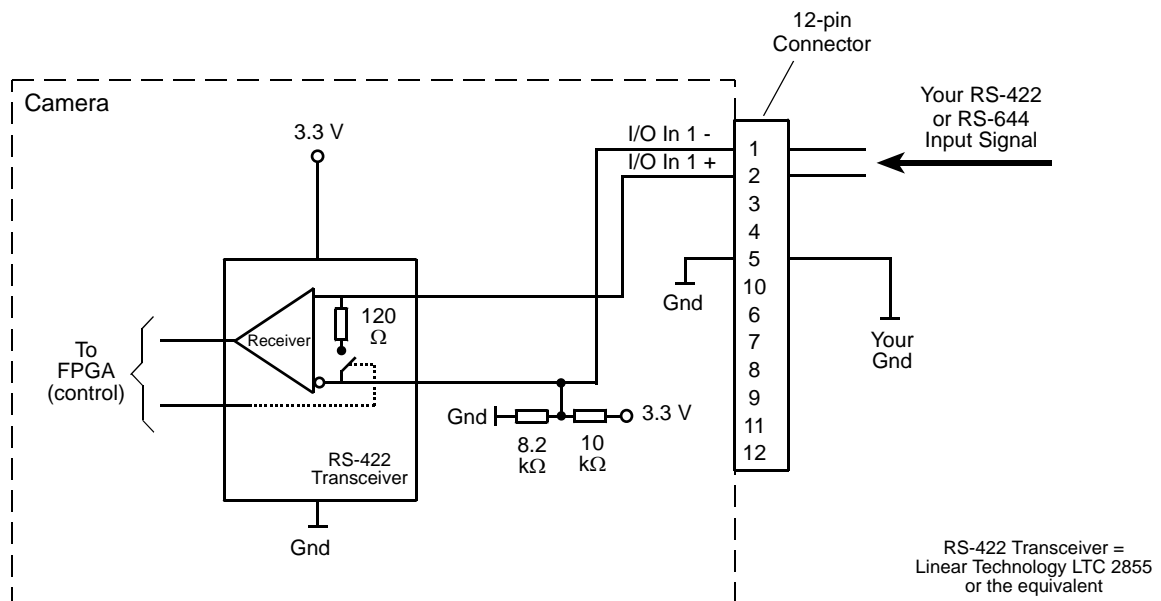 12-pin
Connector
Camera
Your RS-422
or RS-644
Input Signal
3.3 V
I/O In 1 -
I/O In 1 +
1
2
3
4
5
10
6
7
8
9
11
12
Gnd
Your
Gnd
120
Ω
Receiver
To
FPGA
(control)
Gnd
3.3 V
8.2
kΩ
10
kΩ
RS-422
Transceiver
Gnd
RS-422 Transceiver =
Linear Technology LTC 2855
or the equivalent